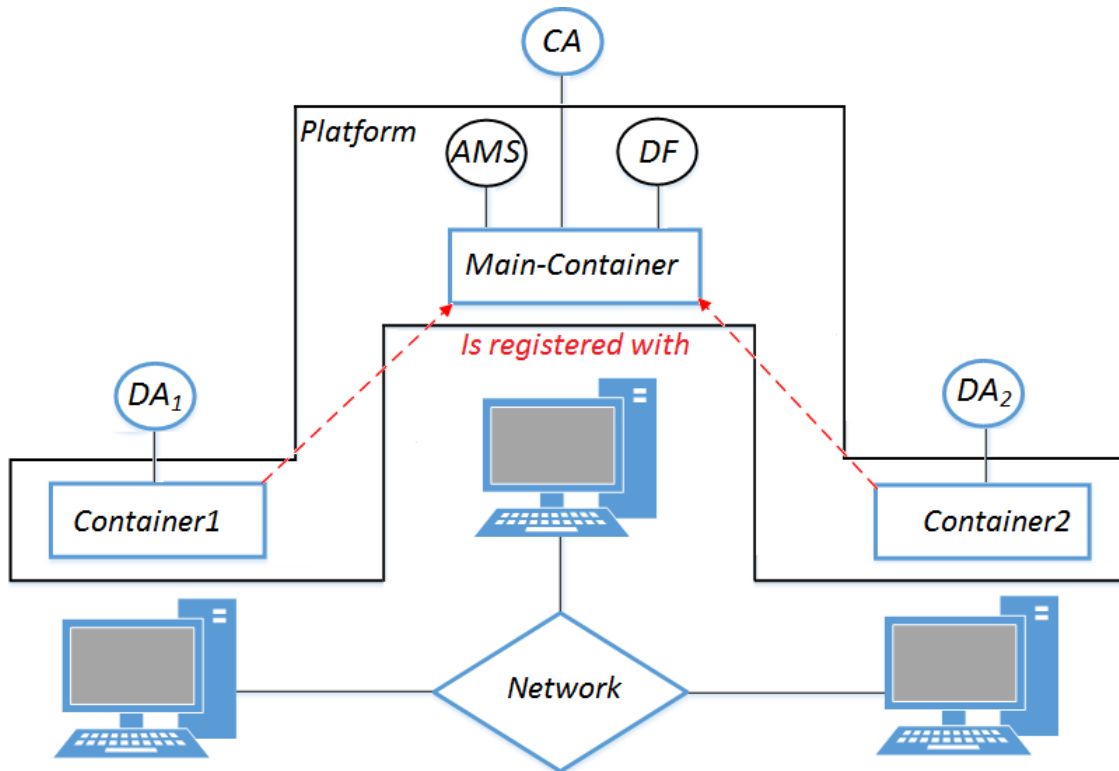 CA
Platform
AMS
DF
Main-Container
Is registered with
DA₁
DA₂
Container1
Container2
Network